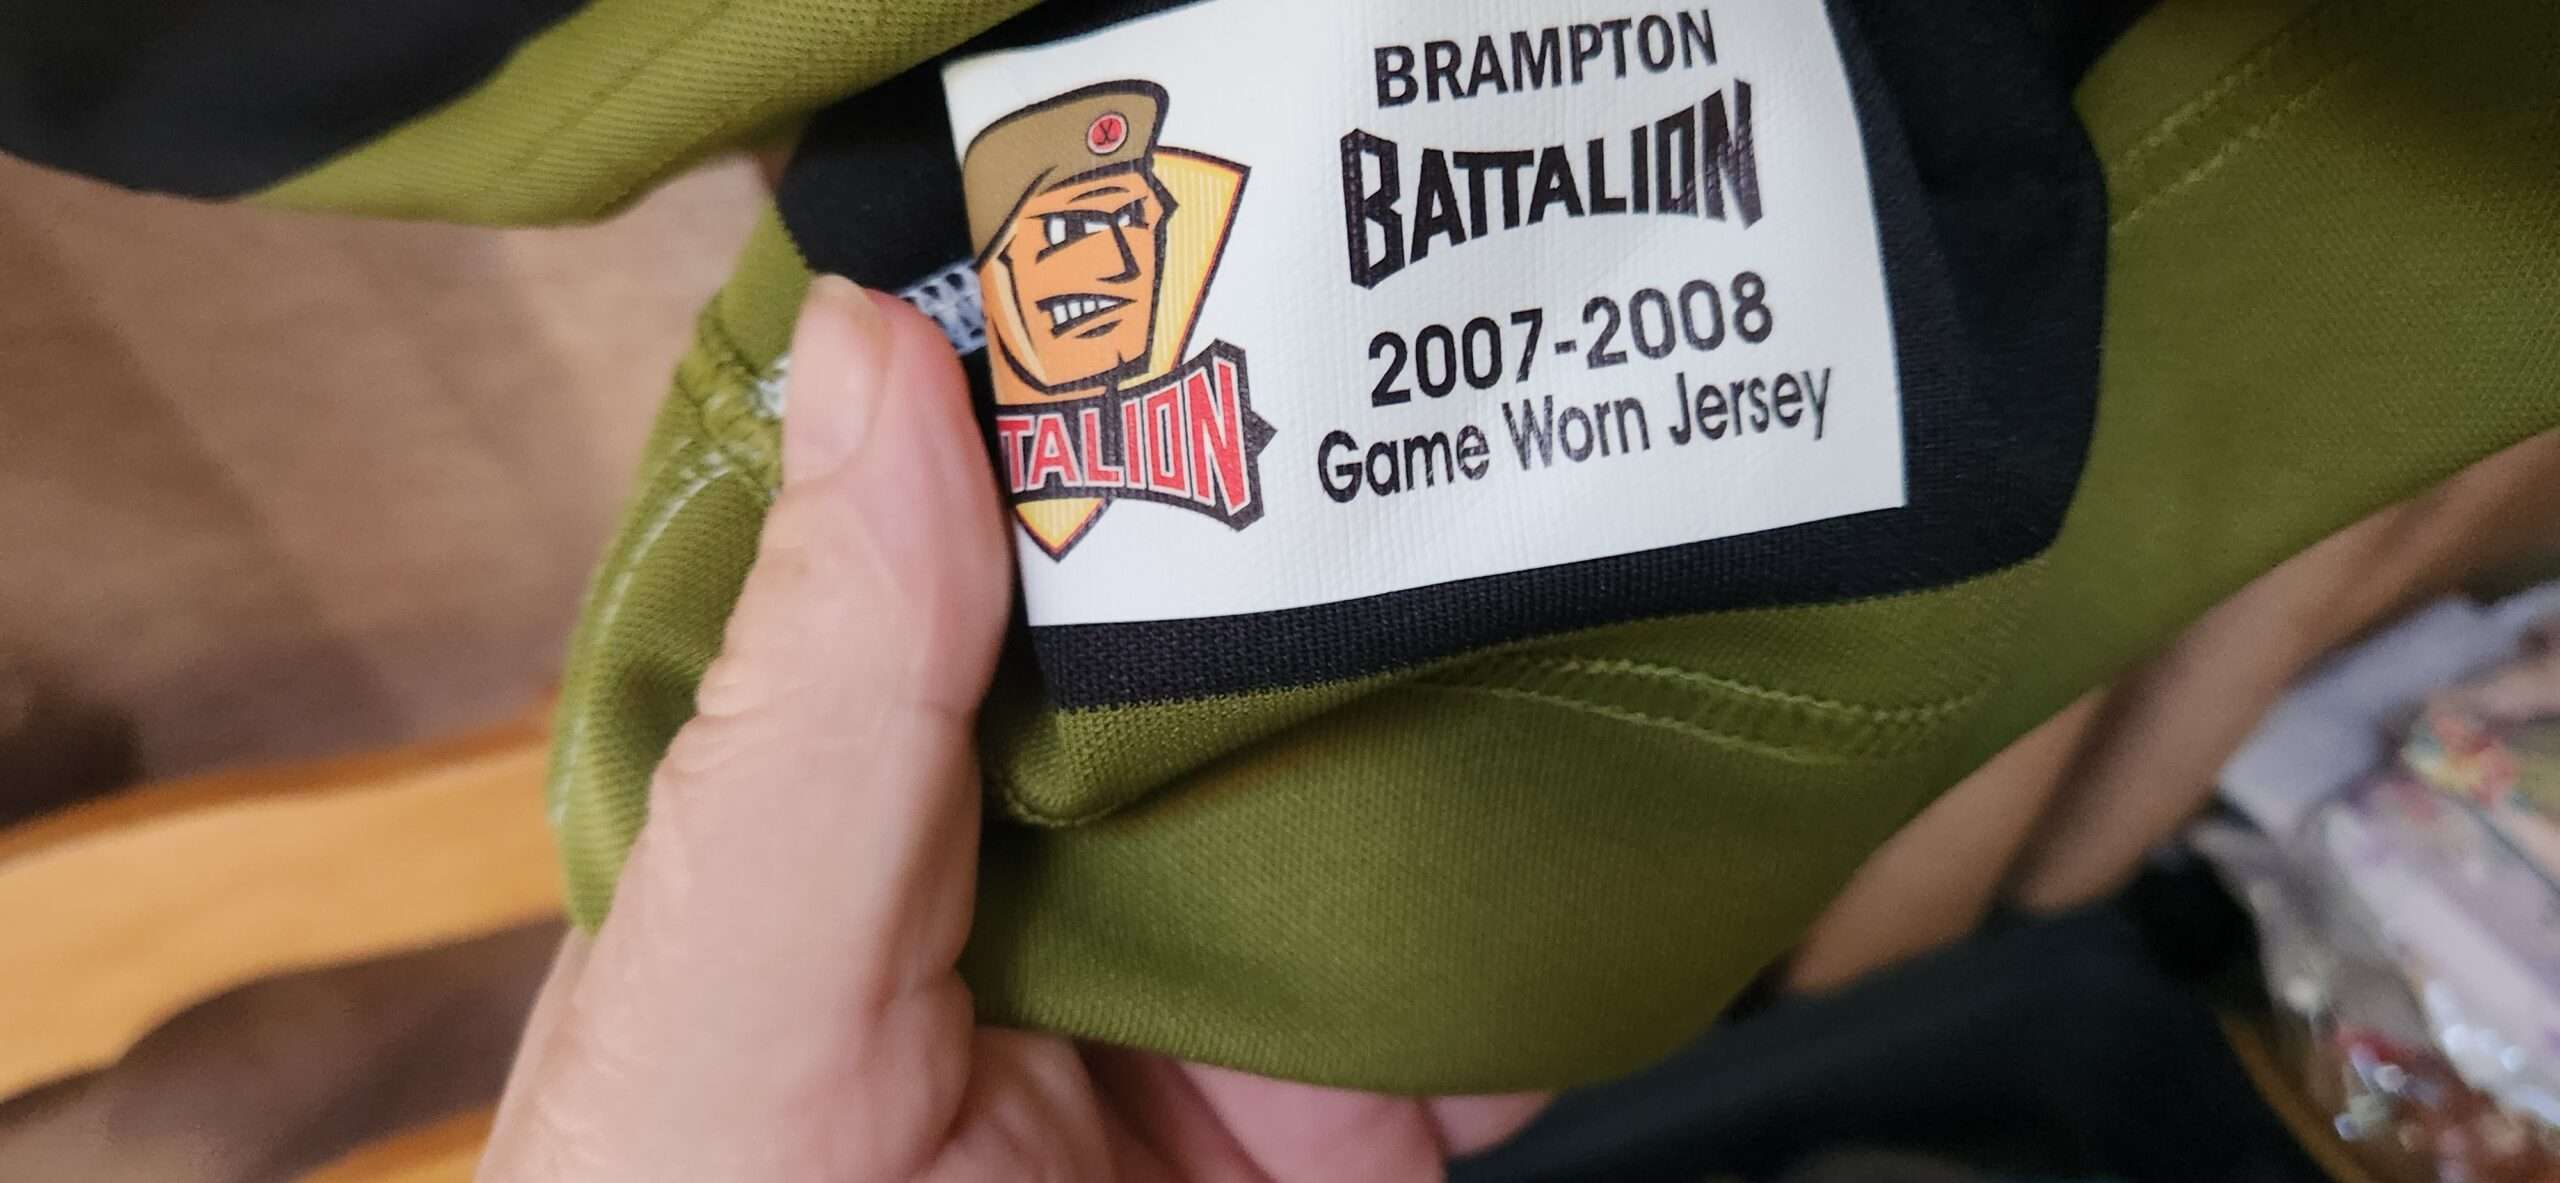 BRAMPTON
BATTALION
2007-2008
Game Worn Jersey
TALION